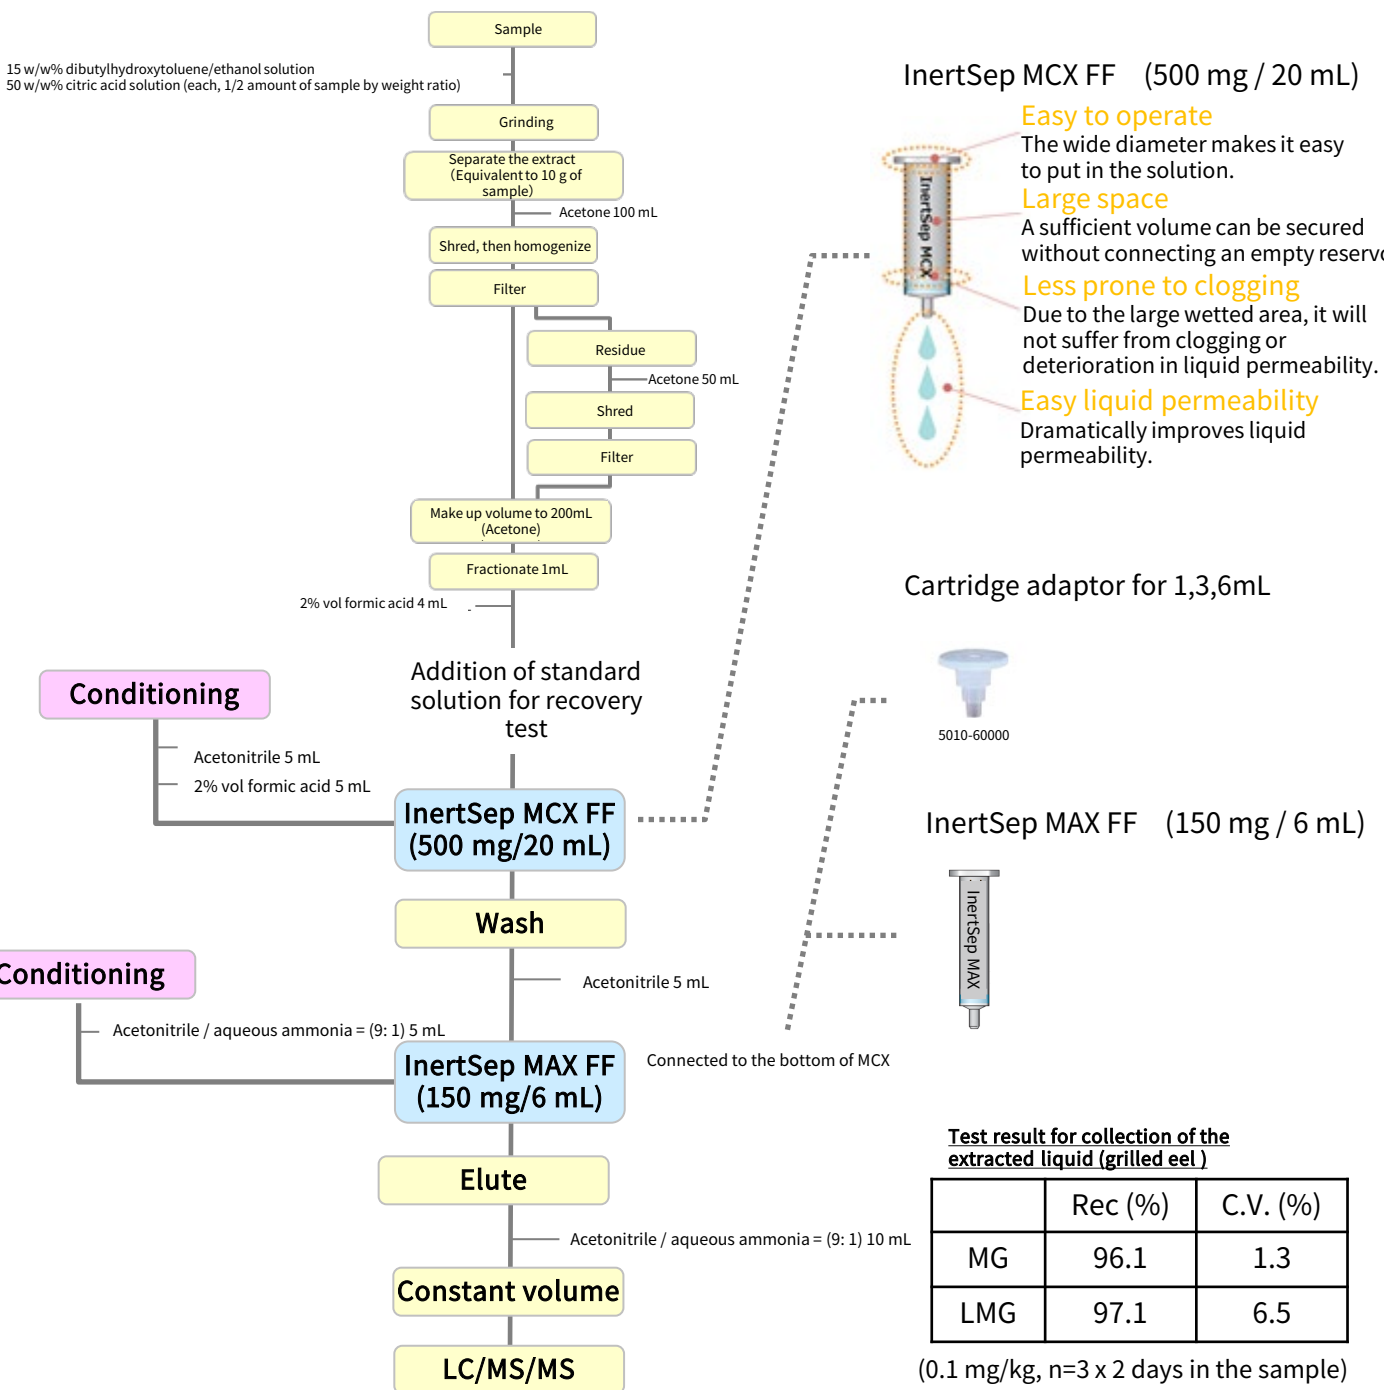 Sample
15 w/w% dibutylhydroxytoluene/ethanol solution
50 w/w% citric acid solution (each, 1/2 amount of sample by weight ratio)
Grinding
Separate the extract
(Equivalent to 10 g of
sample)
Acetone 100 mL
Shred, then homogenize
Filter
Residue
Acetone 50 mL
Shred
Filter
Make up volume to 200mL
(Acetone)
Fractionate 1mL
2% vol formic acid 4 mL
Addition of standard
solution for recovery
test
Conditioning
Acetonitrile 5 mL
2% vol formic acid 5 mL
InertSep MCX FF
(500 mg/20 mL)
Wash
Acetonitrile 5 mL
Conditioning
Acetonitrile / aqueous ammonia = (9: 1) 5 mL
InertSep MAX FF
(150 mg/6 mL)
Connected to the bottom of MCX
Elute
Acetonitrile / aqueous ammonia = (9: 1) 10 mL
Constant volume
LC/MS/MS
InertSep MCX FF (500 mg / 20 mL)
InertSep MCX
Easy to operate
The wide diameter makes it easy
to put in the solution.
Large space
A sufficient volume can be secured
without connecting an empty reservo
Less prone to clogging
Due to the large wetted area, it will
not suffer from clogging or
deterioration in liquid permeability.
Easy liquid permeability
Dramatically improves liquid
permeability.
Cartridge adaptor for 1,3,6mL
5010-60000
InertSep MAX FF (150 mg / 6 mL)
InertSep MAX
Test result for collection of the
extracted liquid (grilled eel )
Rec (%) C.V. (%)
MG 96.1 1.3
LMG 97.1 6.5
(0.1 mg/kg, n=3 x 2 days in the sample)